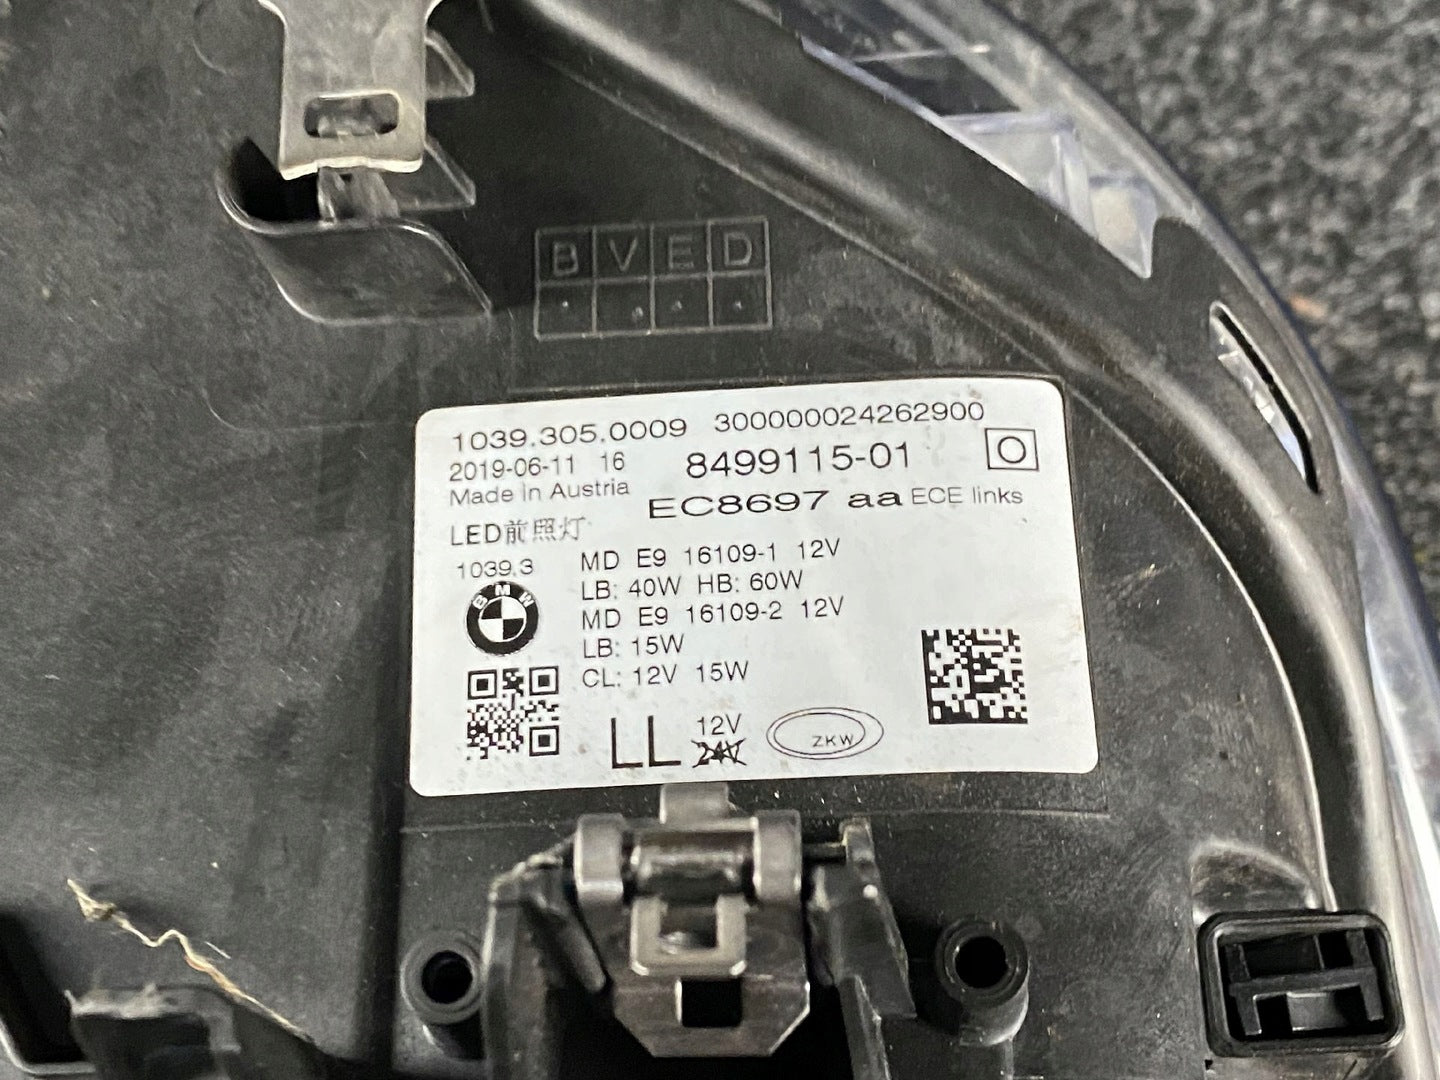 B V E D
1039.305.0009 300000024262900
2019-06-11 16 8499115-01 O
Made in Austria EC8697 aa ECE links
LED前照灯
1039.3 MD E9 16109-1 12V
LB: 40W HB: 60W
BMW MD E9 16109-2 12V
LB: 15W
CL: 12V 15W
LL 12V
24V ZKW